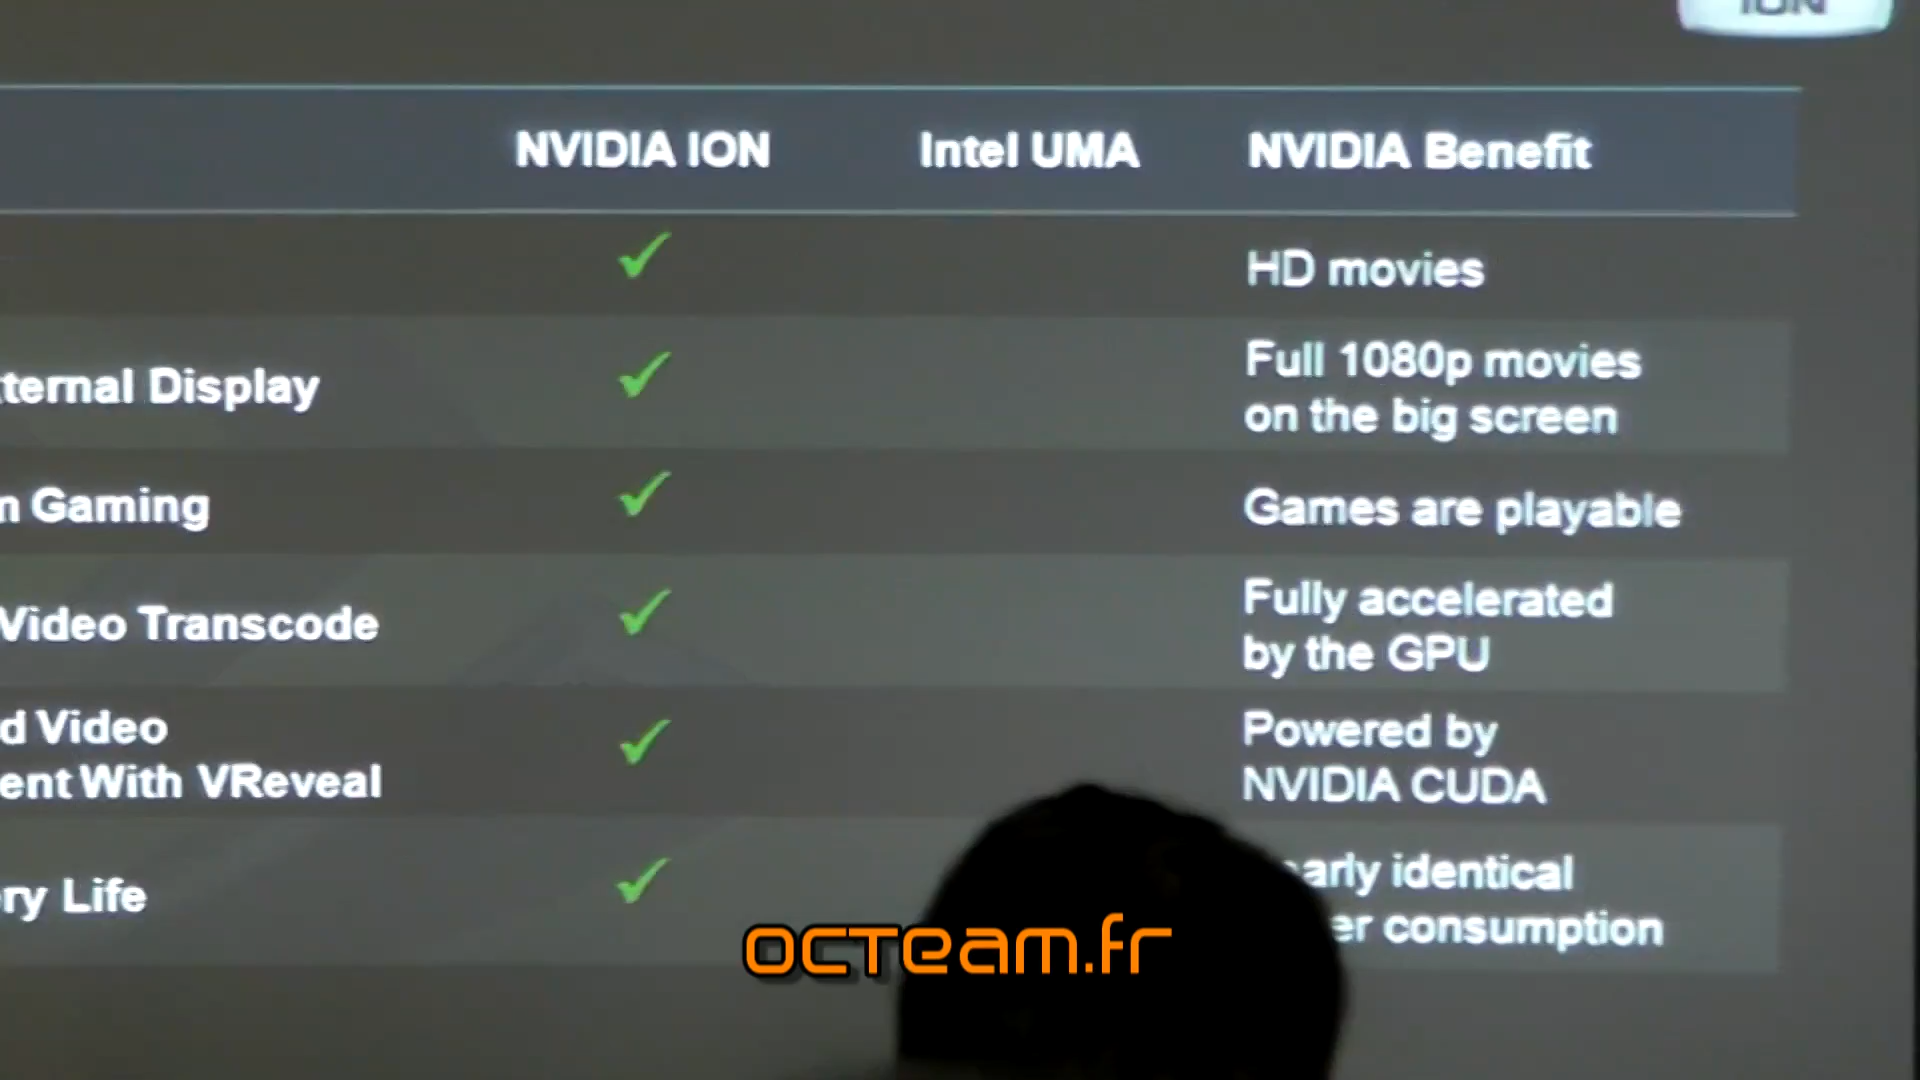 ION
NVIDIA ION Intel UMA NVIDIA Benefit
✓ HD movies
ternal Display ✓ Full 1080p movies
on the big screen
n Gaming ✓ Games are playable
Video Transcode ✓ Fully accelerated
by the GPU
d Video ✓ Powered by
ent With VReveal NVIDIA CUDA
ry Life ✓ arly identical
er consumption
OCTeam.fr